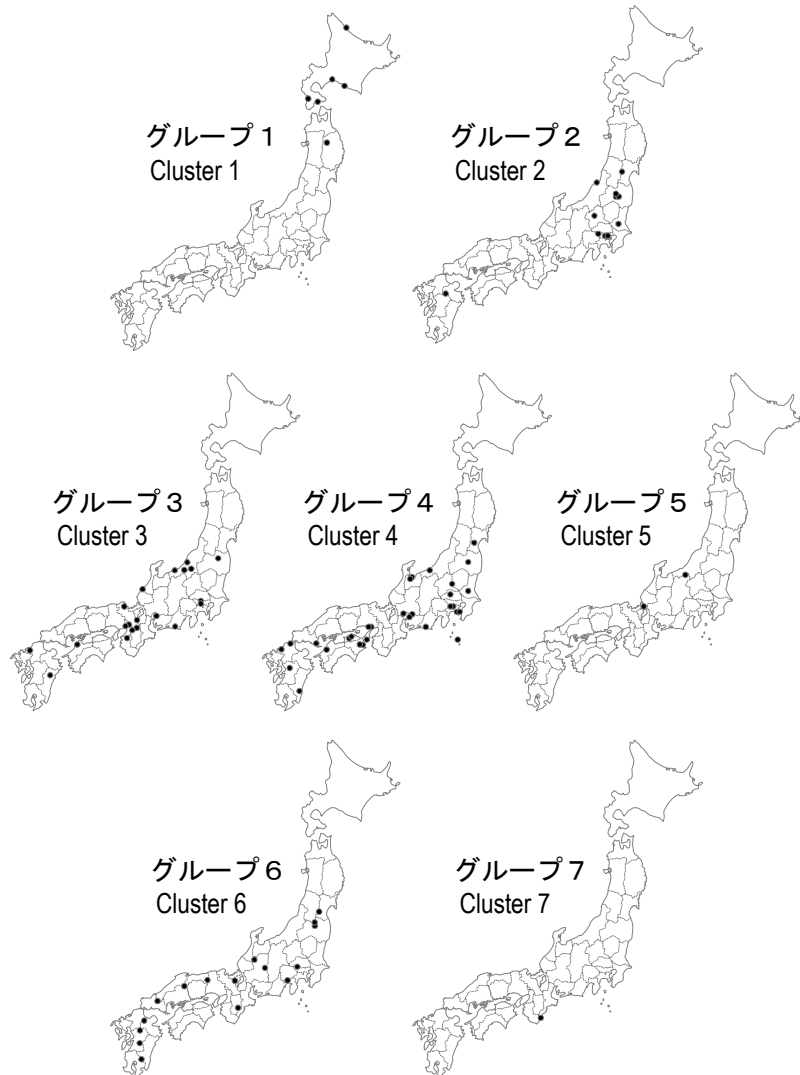 グループ１
Cluster 1
グループ２
Cluster 2
グループ３
Cluster 3
グループ４
Cluster 4
グループ５
Cluster 5
グループ６
Cluster 6
グループ７
Cluster 7